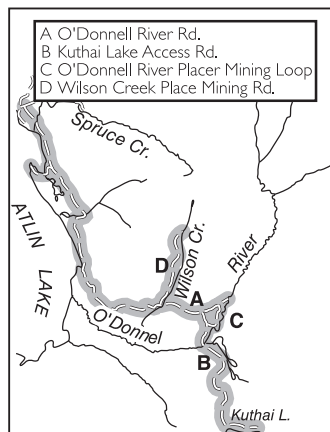 A O'Donnell River Rd.
B Kuthai Lake Access Rd.
C O'Donnell River Placer Mining Loop
D Wilson Creek Place Mining Rd.
Spruce Cr.
ATLIN LAKE
D
Wilson Cr.
River
A
C
O'Donnel
B
Kuthai L.